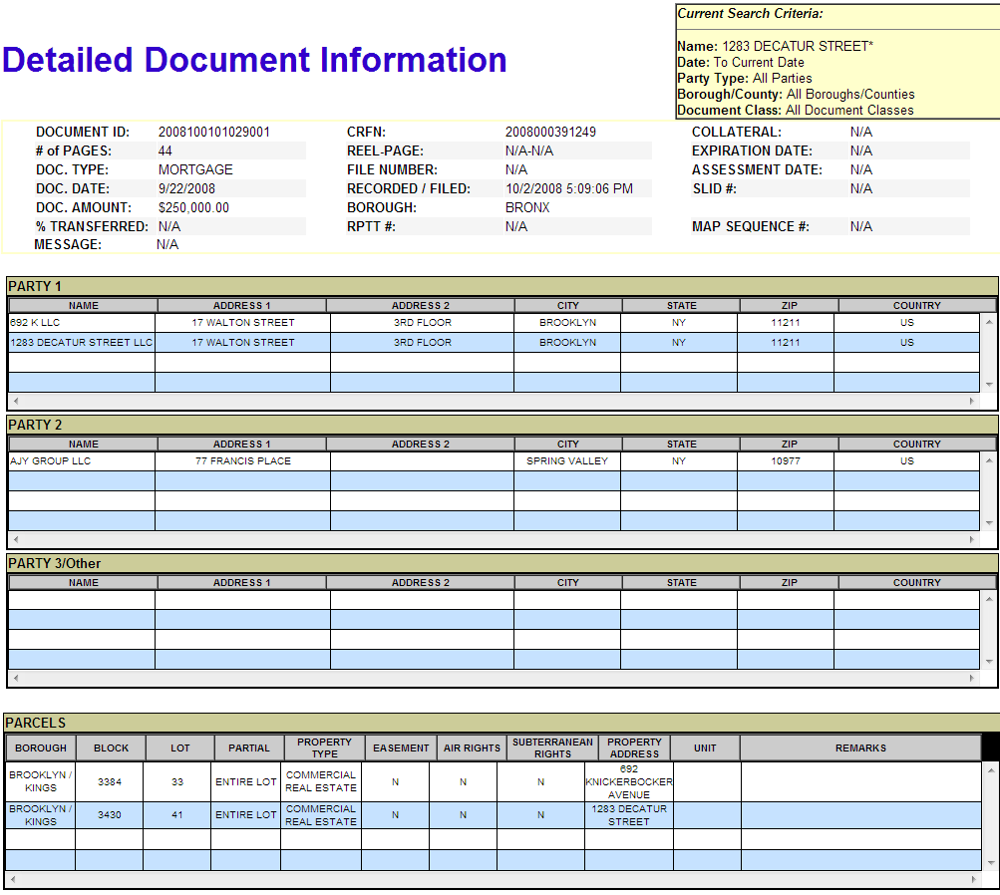 Current Search Criteria:
Detailed Document Information
Name: 1283 DECATUR STREET*
Date: To Current Date
Party Type: All Parties
Borough/County: All Boroughs/Counties
Document Class: All Document Classes
DOCUMENT ID: 2008100101029001 CRFN: 2008000391249 COLLATERAL: N/A
# of PAGES: 44 REEL-PAGE: N/A-N/A EXPIRATION DATE: N/A
DOC. TYPE: MORTGAGE FILE NUMBER: N/A ASSESSMENT DATE: N/A
DOC. DATE: 9/22/2008 RECORDED / FILED: 10/2/2008 5:09:06 PM SLID #: N/A
DOC. AMOUNT: $250,000.00 BOROUGH: BRONX
% TRANSFERRED: N/A RPTT #: N/A MAP SEQUENCE #: N/A
MESSAGE: N/A
PARTY 1
NAME ADDRESS 1 ADDRESS 2 CITY STATE ZIP COUNTRY
692 K LLC 17 WALTON STREET 3RD FLOOR BROOKLYN NY 11211 US
1283 DECATUR STREET LLC 17 WALTON STREET 3RD FLOOR BROOKLYN NY 11211 US
PARTY 2
NAME ADDRESS 1 ADDRESS 2 CITY STATE ZIP COUNTRY
AJY GROUP LLC 77 FRANCIS PLACE SPRING VALLEY NY 10977 US
PARTY 3/Other
NAME ADDRESS 1 ADDRESS 2 CITY STATE ZIP COUNTRY
PARCELS
BOROUGH BLOCK LOT PARTIAL PROPERTY TYPE EASEMENT AIR RIGHTS SUBTERRANEAN RIGHTS PROPERTY ADDRESS UNIT REMARKS
BROOKLYN / KINGS 3384 33 ENTIRE LOT COMMERCIAL REAL ESTATE N N N 692 KNICKERBOCKER AVENUE
BROOKLYN / KINGS 3430 41 ENTIRE LOT COMMERCIAL REAL ESTATE N N N 1283 DECATUR STREET